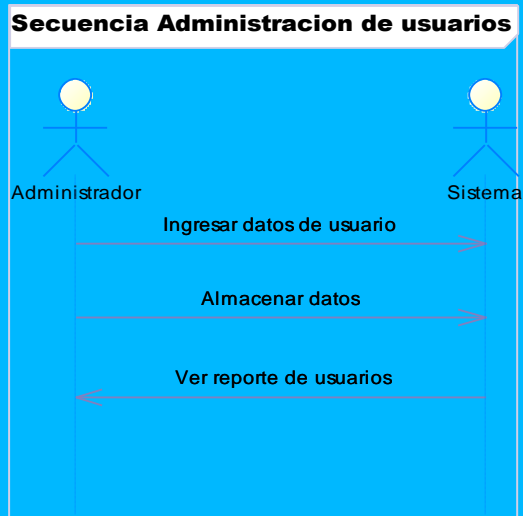 Secuencia Administracion de usuarios
Administrador
Sistema
Ingresar datos de usuario
Almacenar datos
Ver reporte de usuarios